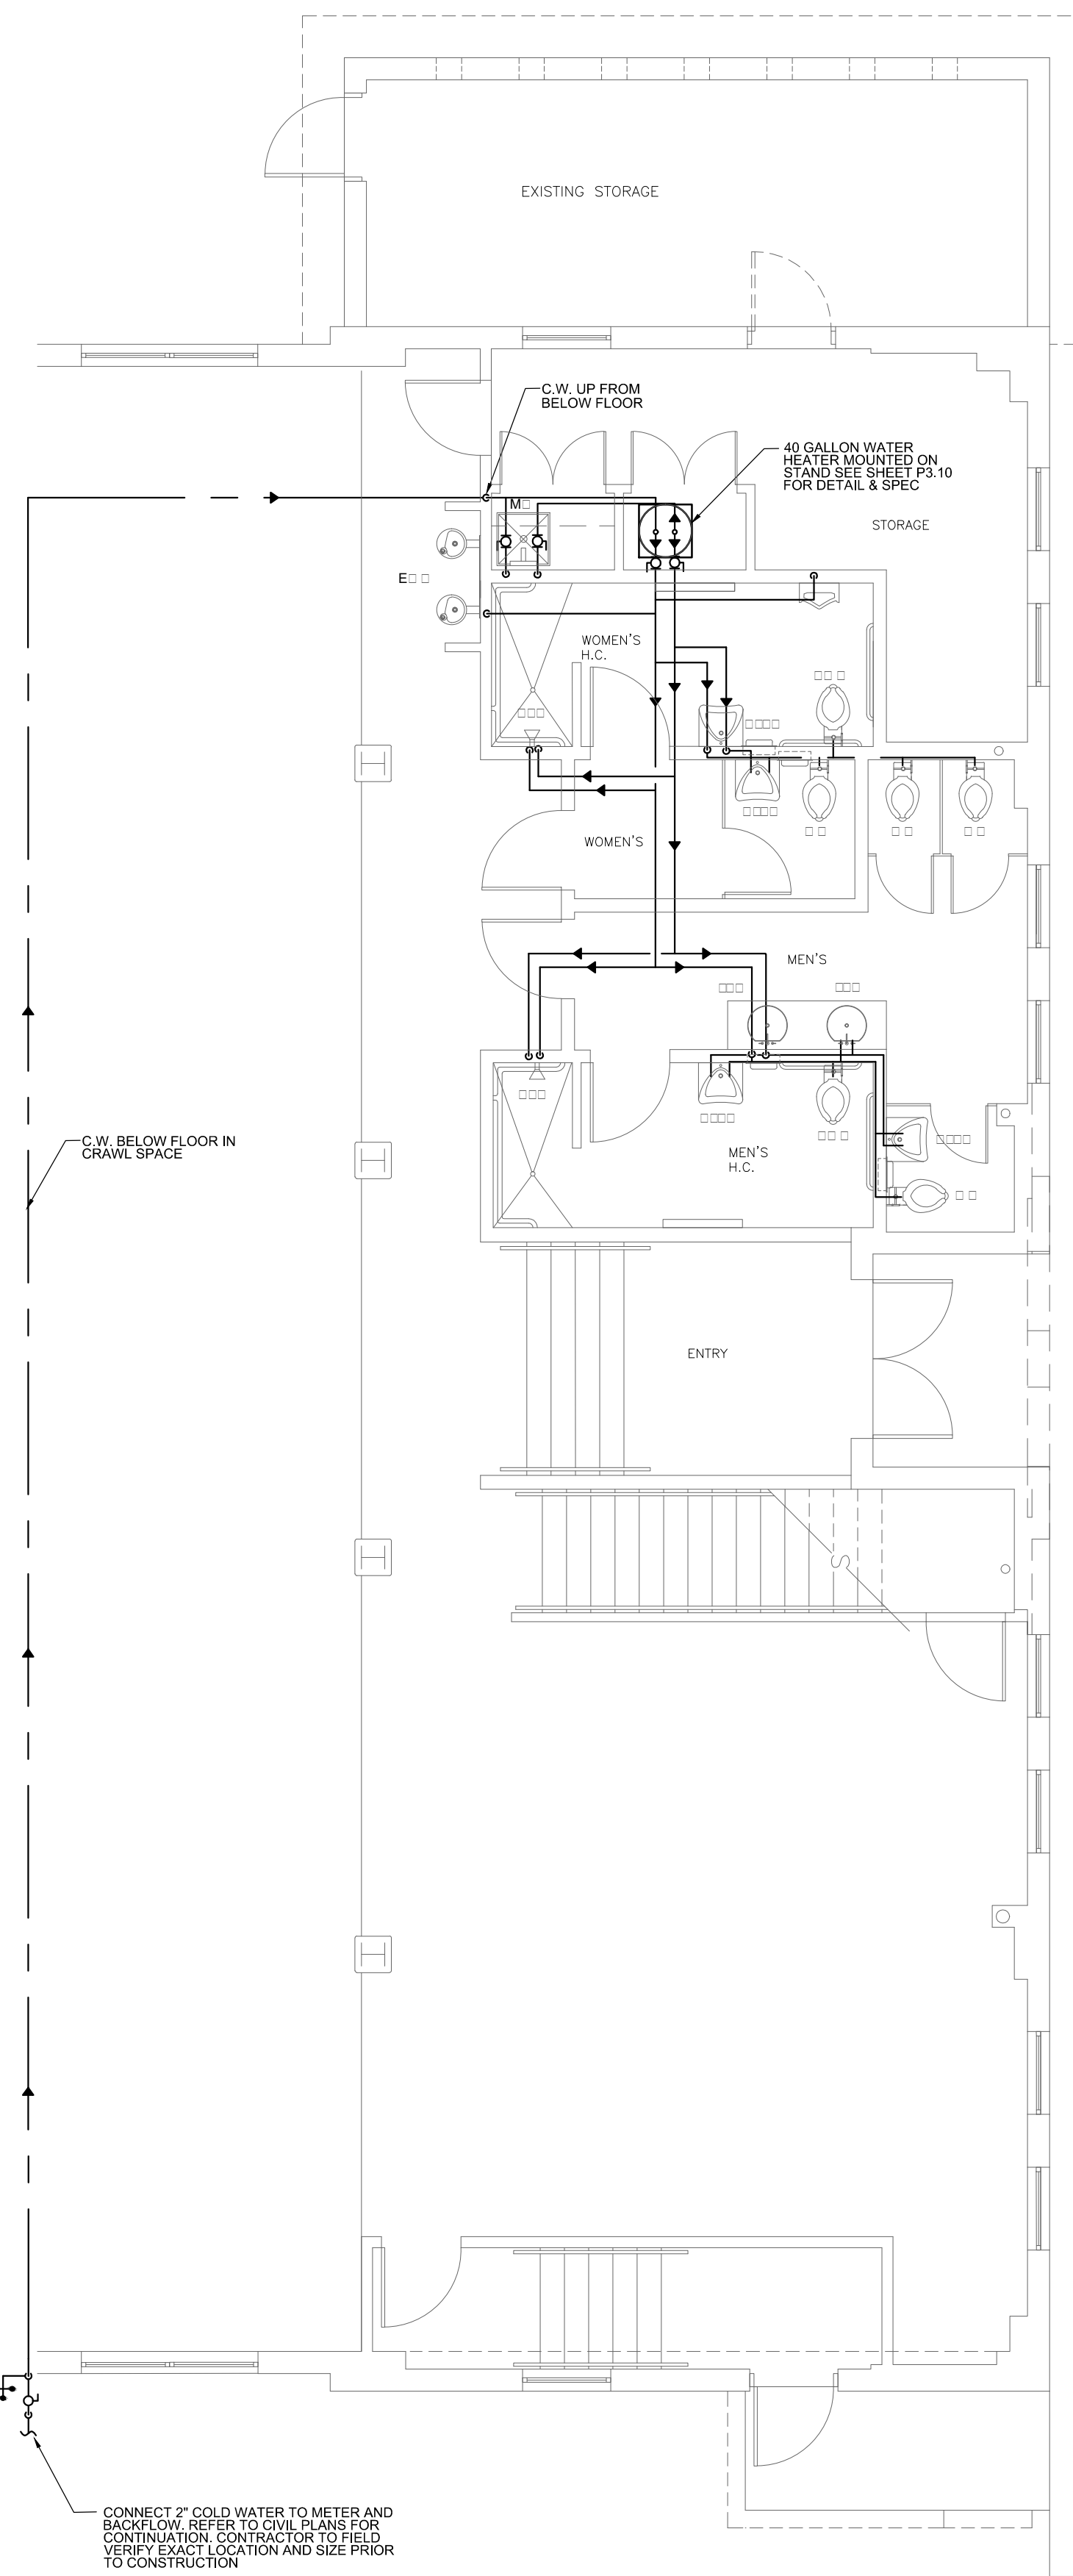 EXISTING STORAGE
C.W. UP FROM
BELOW FLOOR
40 GALLON WATER
HEATER MOUNTED ON
STAND SEE SHEET P3.10
FOR DETAIL & SPEC
STORAGE
M□
E□ □
WOMEN'S
H.C.
□□ □
□□□
□□□□
□□□□
□ □
□ □
□ □
WOMEN'S
MEN'S
□□□
□□□
□□□
□□□□
□□ □
□□□□
C.W. BELOW FLOOR IN
CRAWL SPACE
MEN'S
H.C.
□ □
ENTRY
S
CONNECT 2" COLD WATER TO METER AND
BACKFLOW. REFER TO CIVIL PLANS FOR
CONTINUATION. CONTRACTOR TO FIELD
VERIFY EXACT LOCATION AND SIZE PRIOR
TO CONSTRUCTION